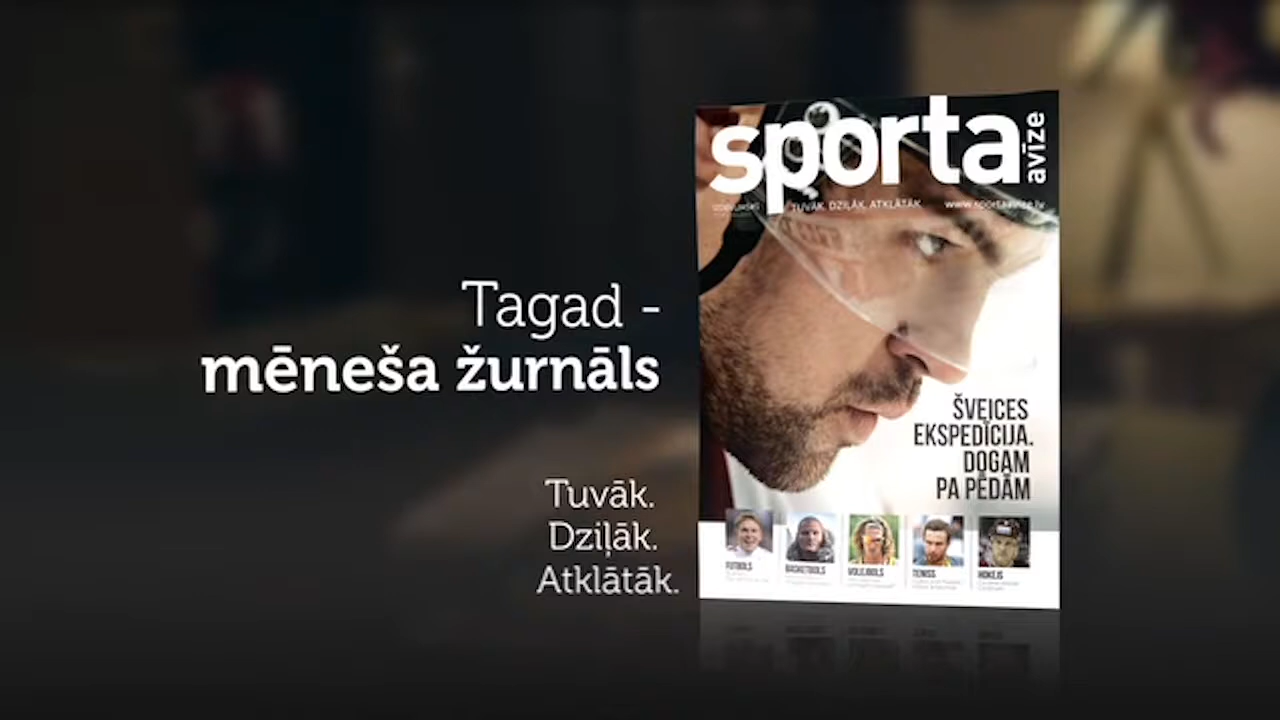 Tagad -
mēneša žurnāls
Tuvāk.
Dziļāk.
Atklātāk.
sporta
avīze
TUVĀK. DZIĻĀK. ATKLĀTĀK.
www.sportaavize.lv
ŠVEICES
EKSPEDĪCIJA.
DOGAM
PA PĒDĀM
FUTBOLS
BASKETBOLS
VOLEJBOLS
TENISS
HOKEJS